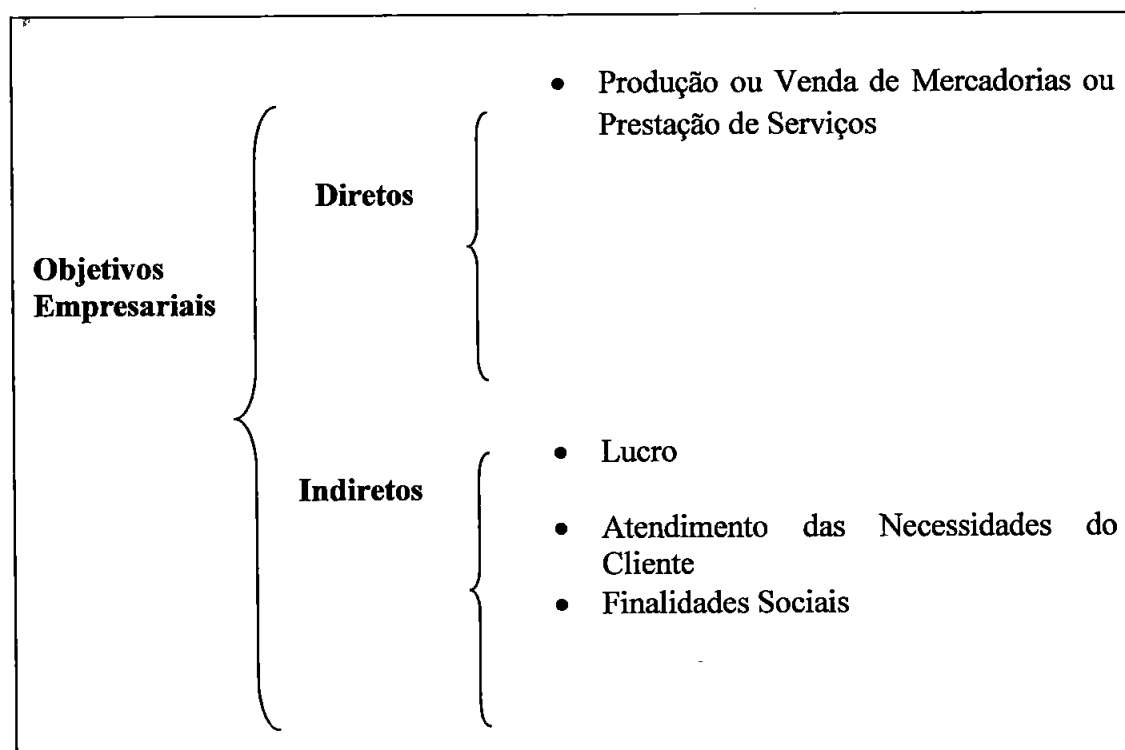 • Produção ou Venda de Mercadorias ou
Prestação de Serviços
Diretos
Objetivos
Empresariais
Indiretos
• Lucro
• Atendimento das Necessidades do
Cliente
• Finalidades Sociais